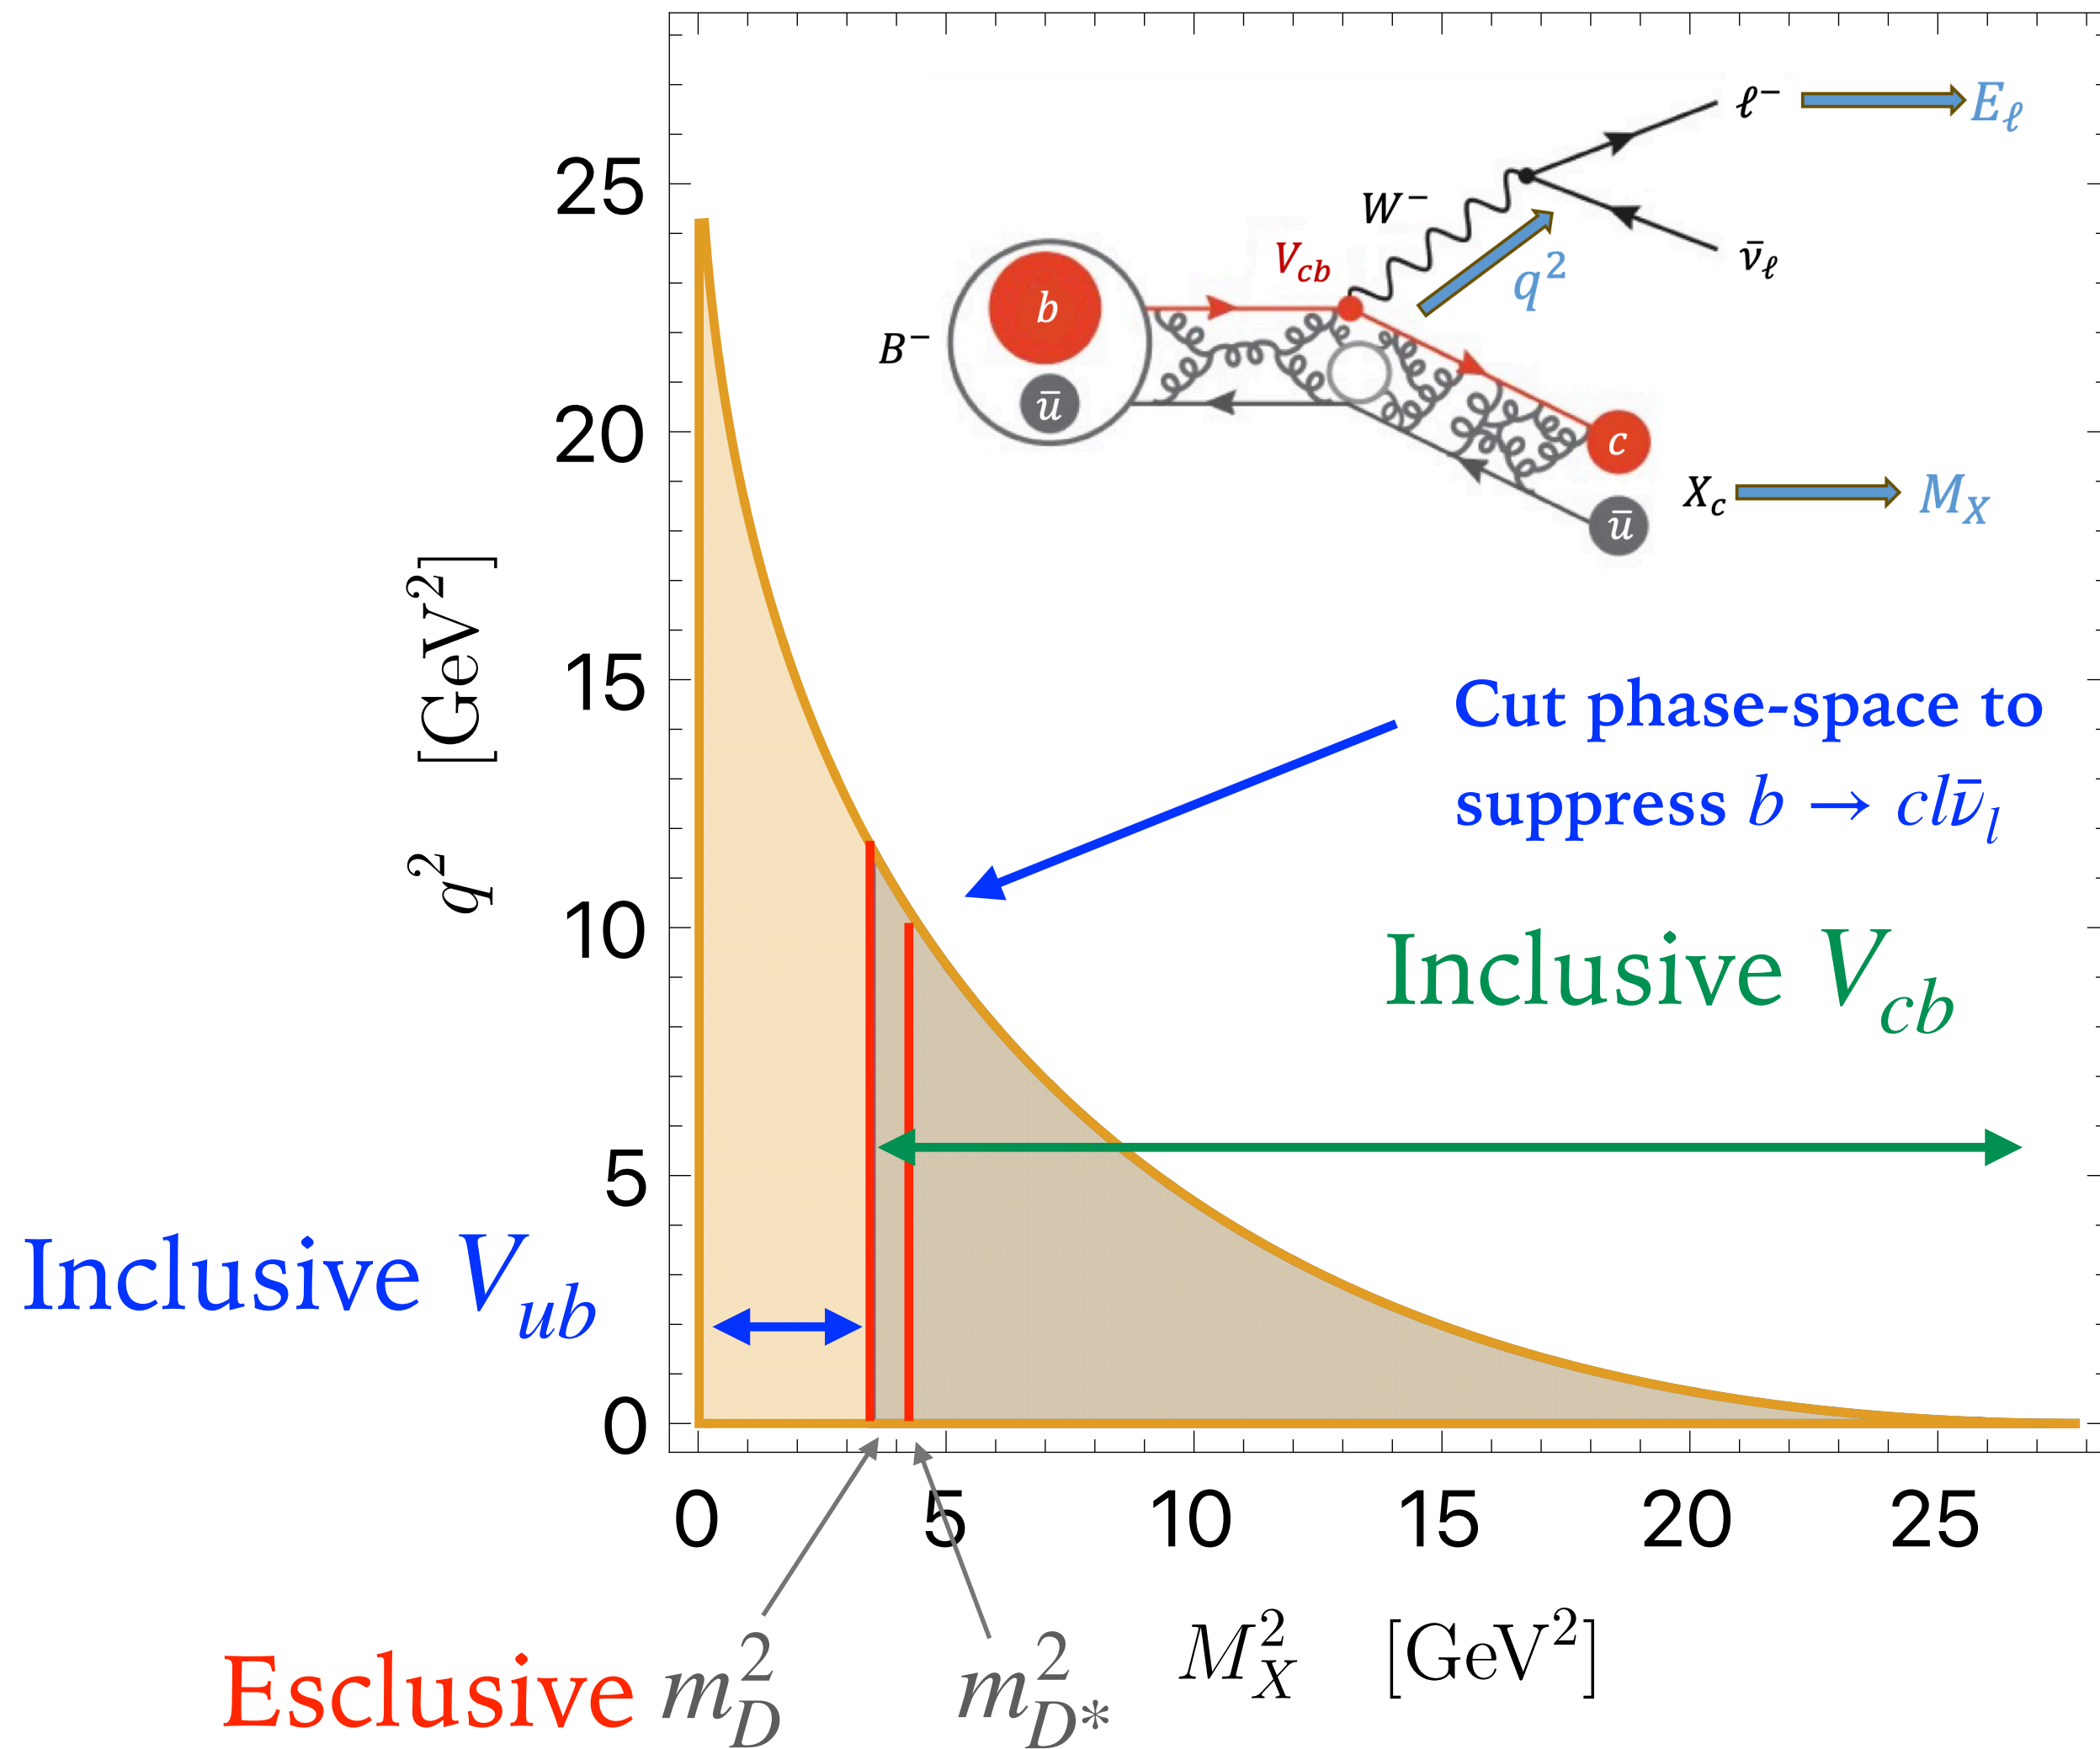 25
20
15
10
5
0
q² [GeV²]
ℓ⁻
E_ℓ
W⁻
ν̄_ℓ
V_cb
q²
b
B⁻
ū
c
X_c
M_X
ū
Cut phase-space to
suppress b → clν̄_l
Inclusive V_cb
Inclusive V_ub
0 5 10 15 20 25
M_X² [GeV²]
Esclusive m_D² m_D*²